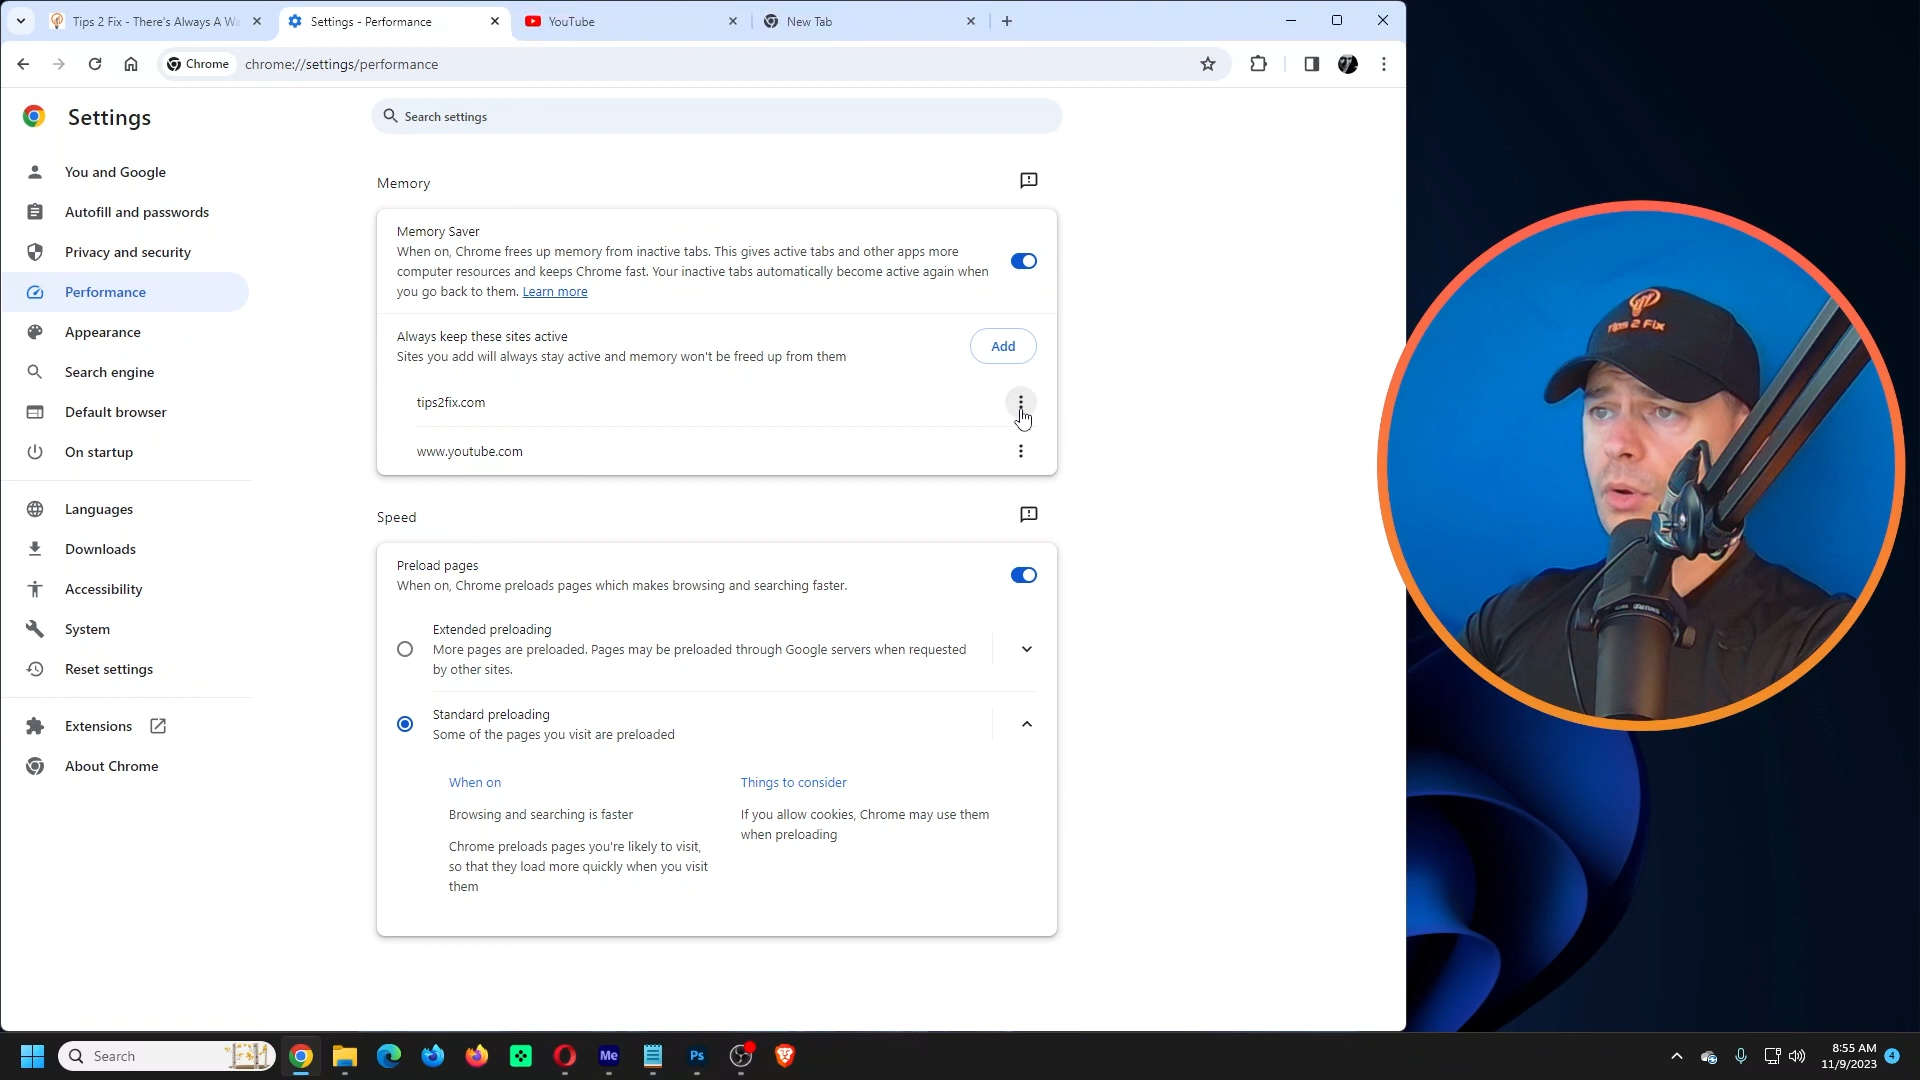 Tips 2 Fix - There's Always A Wa
Settings - Performance
YouTube
New Tab
Chrome
chrome://settings/performance
Settings
Search settings
You and Google
Autofill and passwords
Privacy and security
Performance
Appearance
Search engine
Default browser
On startup
Languages
Downloads
Accessibility
System
Reset settings
Extensions
About Chrome
Memory
Memory Saver
When on, Chrome frees up memory from inactive tabs. This gives active tabs and other apps more
computer resources and keeps Chrome fast. Your inactive tabs automatically become active again when
you go back to them. Learn more
Always keep these sites active
Sites you add will always stay active and memory won't be freed up from them
Add
tips2fix.com
www.youtube.com
Speed
Preload pages
When on, Chrome preloads pages which makes browsing and searching faster.
Extended preloading
More pages are preloaded. Pages may be preloaded through Google servers when requested
by other sites.
Standard preloading
Some of the pages you visit are preloaded
When on
Browsing and searching is faster
Chrome preloads pages you're likely to visit,
so that they load more quickly when you visit
them
Things to consider
If you allow cookies, Chrome may use them
when preloading
Tips 2 Fix
Search
Me
Ps
8:55 AM
11/9/2023
4